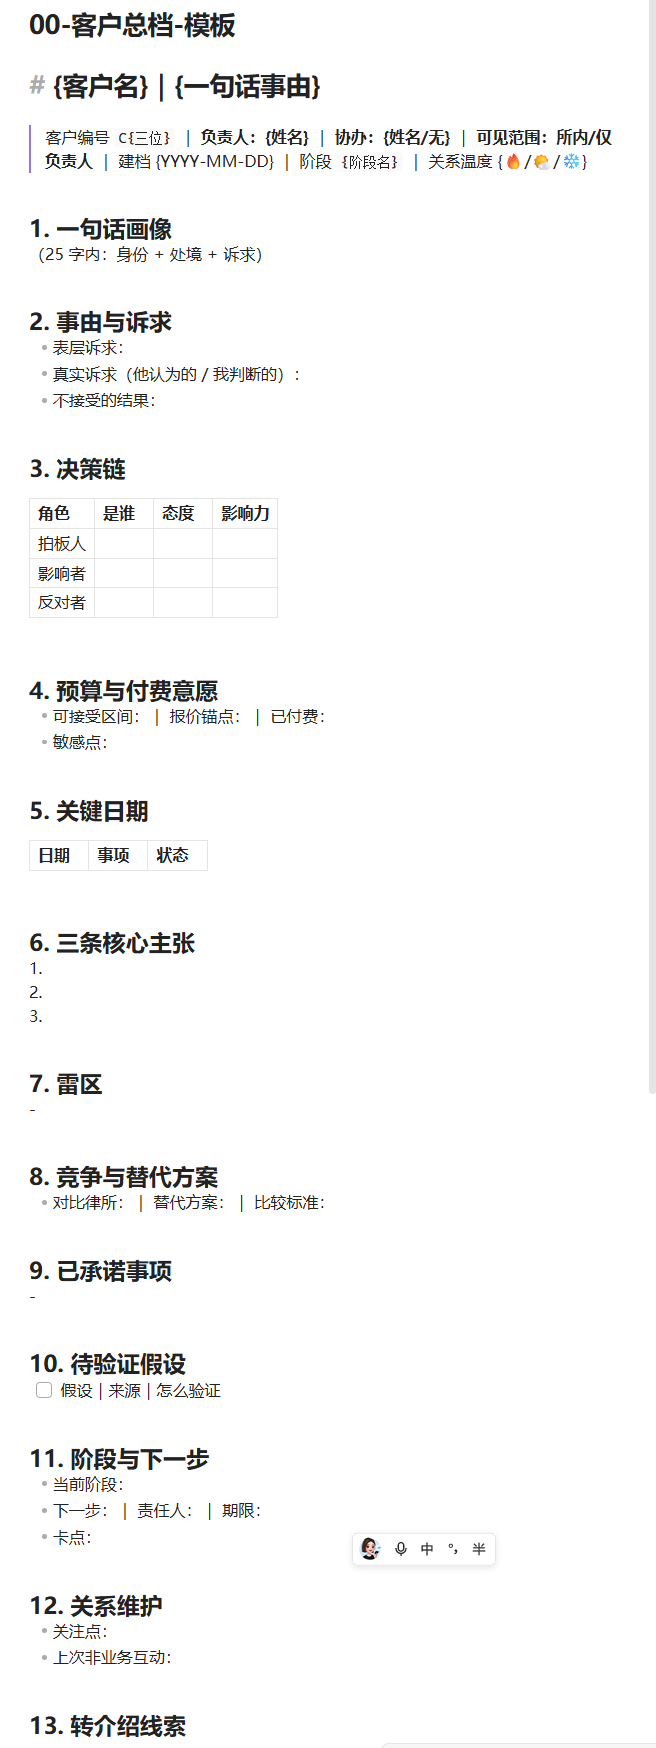 00-客户总档-模板
# {客户名} | {一句话事由}
客户编号 C{三位} | 负责人：{姓名} | 协办：{姓名/无} | 可见范围：所内/仅
负责人 | 建档 {YYYY-MM-DD} | 阶段 {阶段名} | 关系温度 {🔥/🌤️/❄️}
1. 一句话画像
（25 字内：身份 + 处境 + 诉求）
2. 事由与诉求
• 表层诉求：
• 真实诉求（他认为的 / 我判断的）：
• 不接受的结果：
3. 决策链
角色 是谁 态度 影响力
拍板人
影响者
反对者
4. 预算与付费意愿
• 可接受区间： | 报价锚点： | 已付费：
• 敏感点：
5. 关键日期
日期 事项 状态
6. 三条核心主张
1.
2.
3.
7. 雷区
-
8. 竞争与替代方案
• 对比律所： | 替代方案： | 比较标准：
9. 已承诺事项
-
10. 待验证假设
假设 | 来源 | 怎么验证
11. 阶段与下一步
• 当前阶段：
• 下一步： | 责任人： | 期限：
• 卡点：
中 °, 半
12. 关系维护
• 关注点：
• 上次非业务互动：
13. 转介绍线索